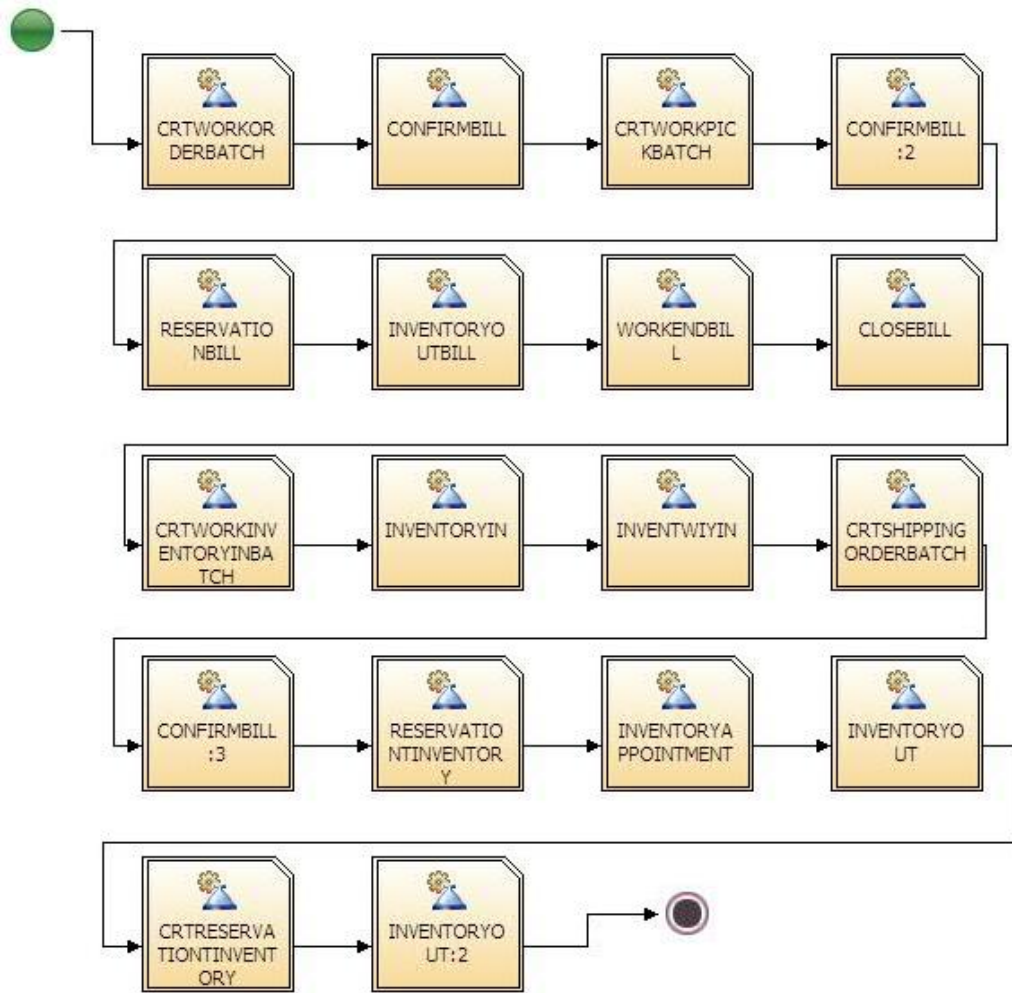 CRTWORKOR
DERBATCH
CONFIRMBILL
CRTWORKPIC
KBATCH
CONFIRMBILL
:2
RESERVATIO
NBILL
INVENTORYO
UTBILL
WORKENDBIL
L
CLOSEBILL
CRTWORKINV
ENTORYINBA
TCH
INVENTORYIN
INVENTWIYIN
CRTSHIPPING
ORDERBATCH
CONFIRMBILL
:3
RESERVATIO
NTINVENTOR
Y
INVENTORYA
PPOINTMENT
INVENTORYO
UT
CRTRESERVA
TIONTINVENT
ORY
INVENTORYO
UT:2